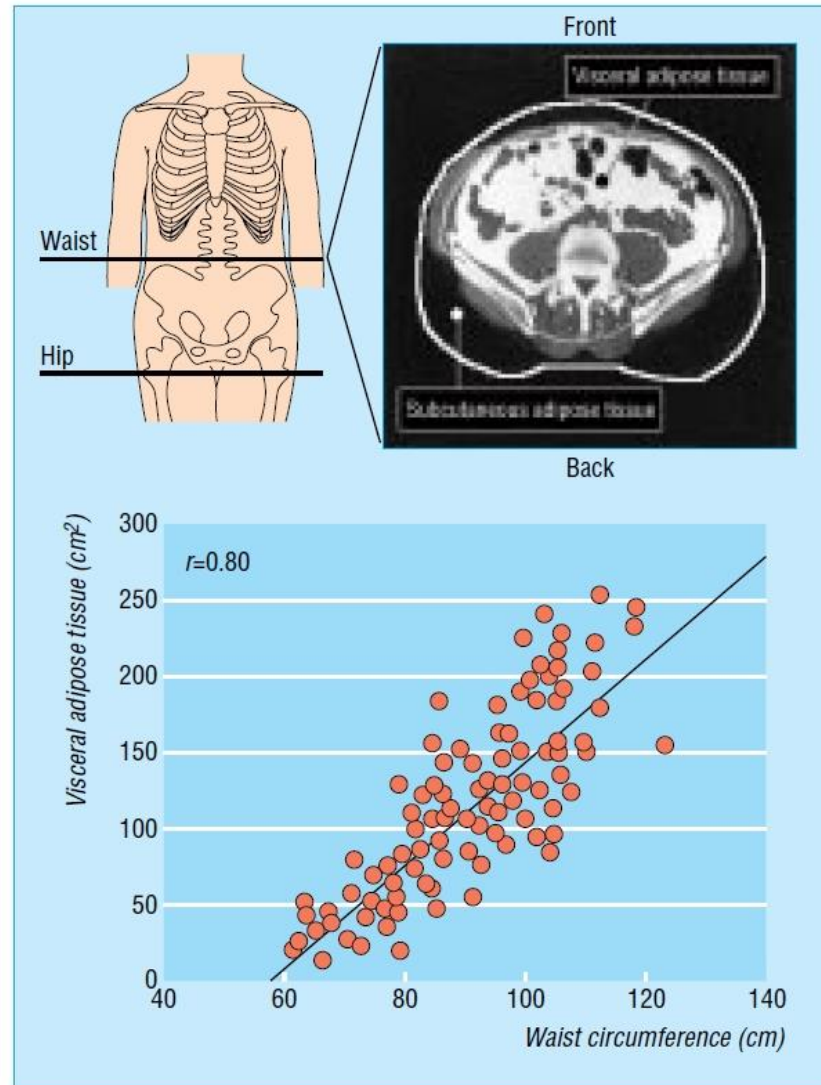 Front
Visceral adipose tissue
Waist
Hip
Subcutaneous adipose tissue
Back
Visceral adipose tissue (cm²)
300
250
200
150
100
50
0
r=0.80
40 60 80 100 120 140
Waist circumference (cm)